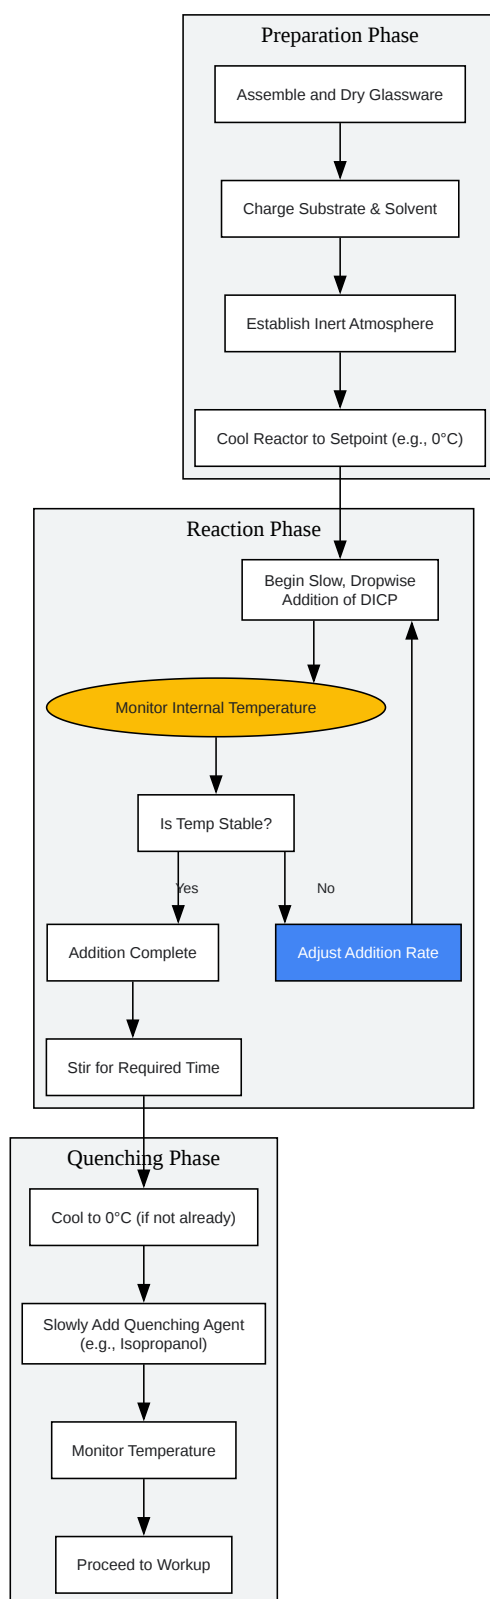 Preparation Phase
Assemble and Dry Glassware
Charge Substrate & Solvent
Establish Inert Atmosphere
Cool Reactor to Setpoint (e.g., 0°C)
Reaction Phase
Begin Slow, Dropwise
Addition of DICP
Monitor Internal Temperature
Is Temp Stable?
Yes
No
Addition Complete
Adjust Addition Rate
Stir for Required Time
Quenching Phase
Cool to 0°C (if not already)
Slowly Add Quenching Agent
(e.g., Isopropanol)
Monitor Temperature
Proceed to Workup